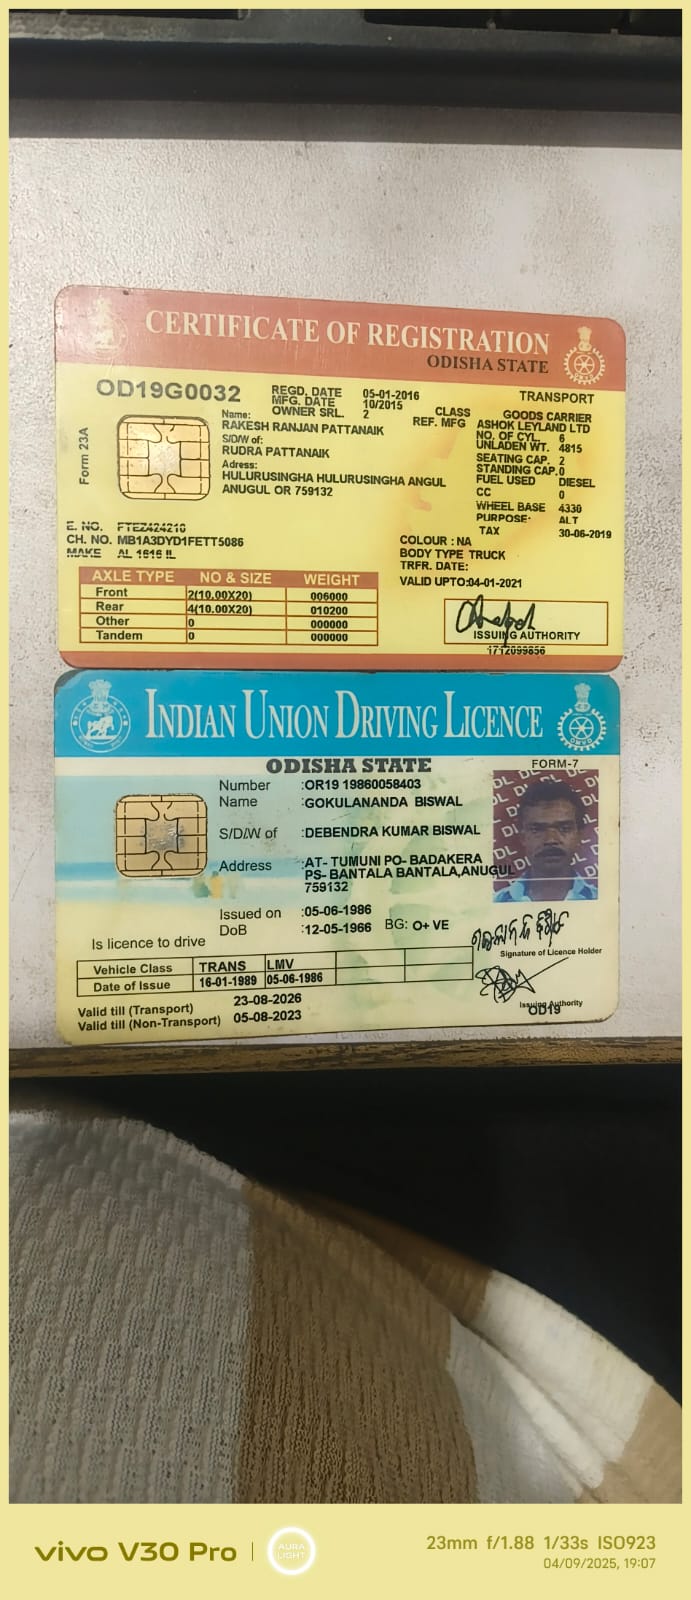 CERTIFICATE OF REGISTRATION
ODISHA STATE
OD19G0032
REGD. DATE 05-01-2016
MFG. DATE 10/2015
OWNER SRL. 2
TRANSPORT
CLASS GOODS CARRIER
REF. MFG ASHOK LEYLAND LTD
Form 23A
Name:
RAKESH RANJAN PATTANAIK
S/D/W of:
RUDRA PATTANAIK
Adress:
HULURUSINGHA HULURUSINGHA ANGUL
ANUGUL OR 759132
NO. OF CYL. 6
UNLADEN WT. 4815
SEATING CAP. 2
STANDING CAP. 0
FUEL USED DIESEL
CC 0
WHEEL BASE 4330
PURPOSE: ALT
TAX 30-06-2019
E. NO.
CH. NO. MB1A3DYD1FETT5086
MAKE AL 1616 IL
COLOUR : NA
BODY TYPE TRUCK
TRFR. DATE:
VALID UPTO:04-01-2021
AXLE TYPE NO & SIZE WEIGHT
Front 2(10.00X20) 006000
Rear 4(10.00X20) 010200
Other 0 000000
Tandem 0 000000
ISSUING AUTHORITY
INDIAN UNION DRIVING LICENCE
ODISHA STATE
FORM-7
Number :OR19 19860058403
Name :GOKULANANDA BISWAL
S/D/W of :DEBENDRA KUMAR BISWAL
Address :AT- TUMUNI PO- BADAKERA
PS- BANTALA BANTALA,ANUGUL
759132
Issued on :05-06-1986
DoB :12-05-1966 BG: O+ VE
Is licence to drive
Signature of Licence Holder
Vehicle Class TRANS LMV
Date of Issue 16-01-1989 05-06-1986
Valid till (Transport) 23-08-2026
Valid till (Non-Transport) 05-08-2023
Issuing Authority
OD19
vivo V30 Pro
AURA
LIGHT
23mm f/1.88 1/33s ISO923
04/09/2025, 19:07